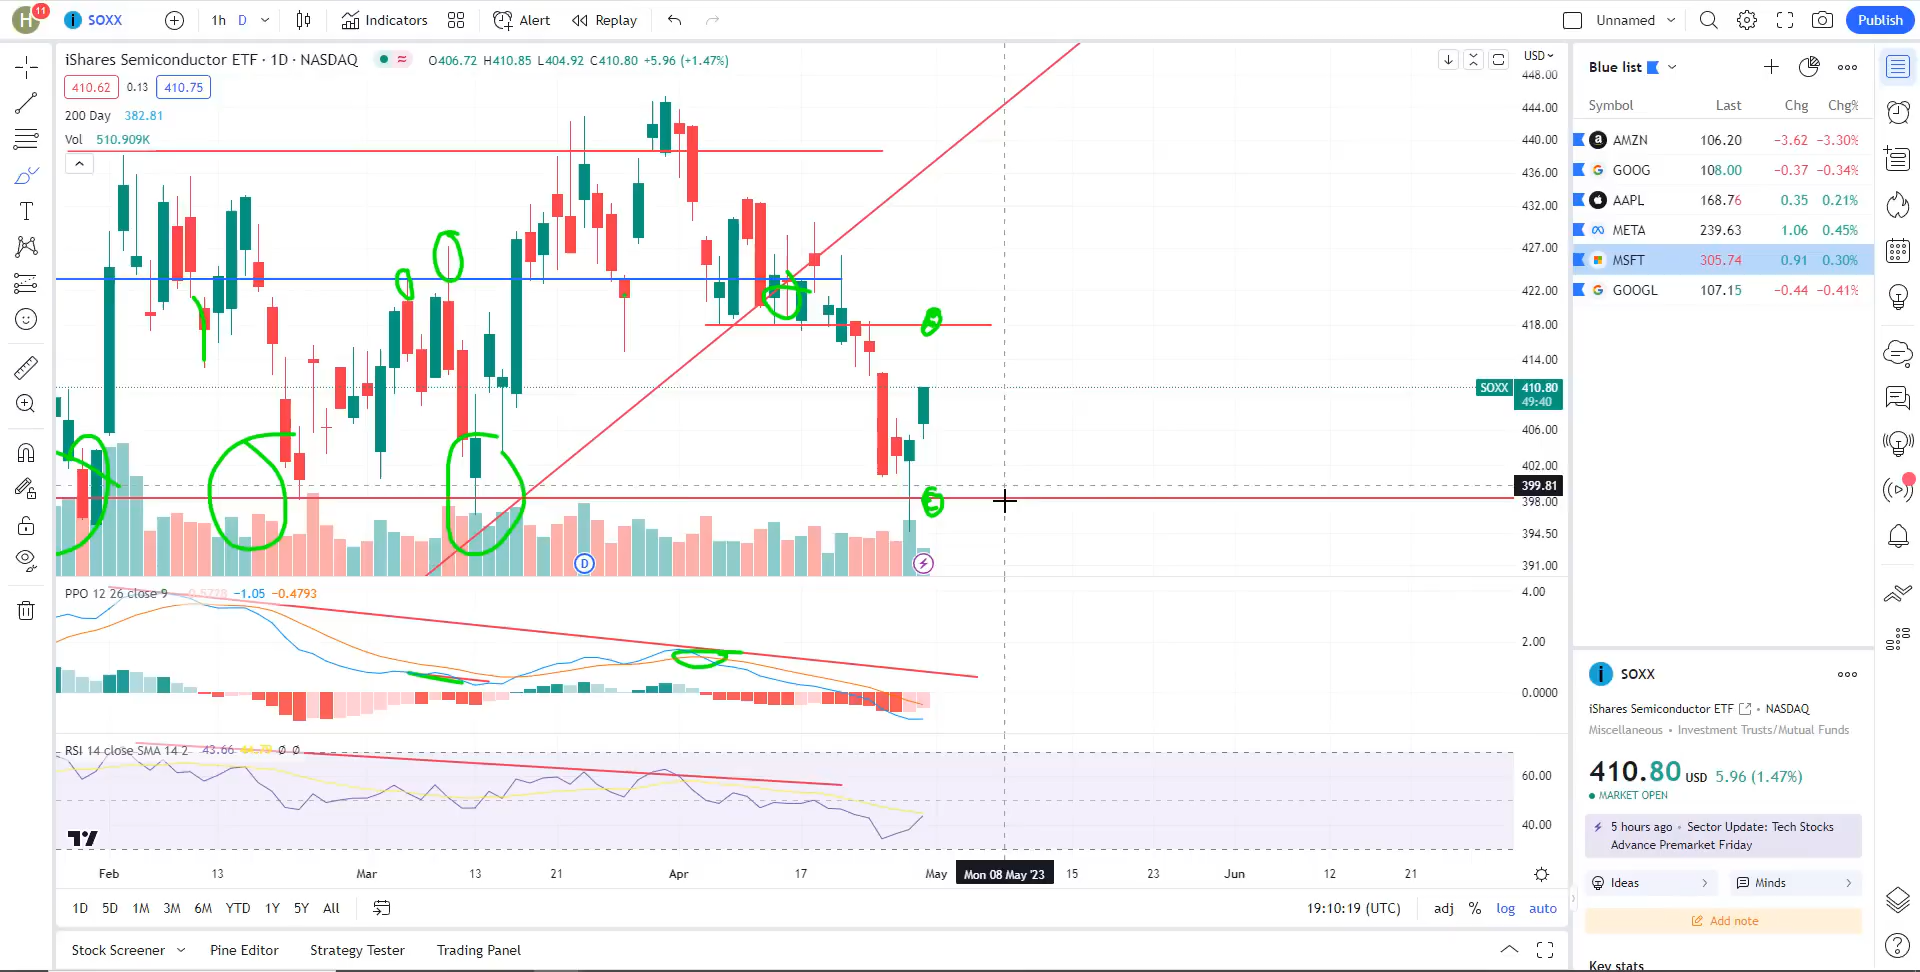 H 11 SOXX 1h D Indicators Alert Replay Unnamed Publish
iShares Semiconductor ETF · 1D · NASDAQ O406.72 H410.85 L404.92 C410.80 +5.96 (+1.47%)
410.62 0.13 410.75
200 Day 382.81
Vol 510.909K
USD
448.00
444.00
440.00
436.00
432.00
427.00
422.00
418.00
414.00
SOXX 410.80
49:40
406.00
402.00
399.81
398.00
394.50
391.00
D
PPO 12 26 close 9 -0.5728 −1.05 −0.4793
4.00
2.00
0.0000
RSI 14 close SMA 14 2 43.66 Ø Ø
60.00
40.00
Feb 13 Mar 13 21 Apr 17 May Mon 08 May '23 15 23 Jun 12 21
1D 5D 1M 3M 6M YTD 1Y 5Y All 19:10:19 (UTC) adj % log auto
Stock Screener Pine Editor Strategy Tester Trading Panel
Blue list
Symbol Last Chg Chg%
AMZN 106.20 −3.62 −3.30%
GOOG 108.00 −0.37 −0.34%
AAPL 168.76 0.35 0.21%
META 239.63 1.06 0.45%
MSFT 305.74 0.91 0.30%
GOOGL 107.15 −0.44 −0.41%
SOXX
iShares Semiconductor ETF • NASDAQ
Miscellaneous • Investment Trusts/Mutual Funds
410.80 USD 5.96 (1.47%)
MARKET OPEN
5 hours ago • Sector Update: Tech Stocks
Advance Premarket Friday
Ideas Minds
Add note
Key stats